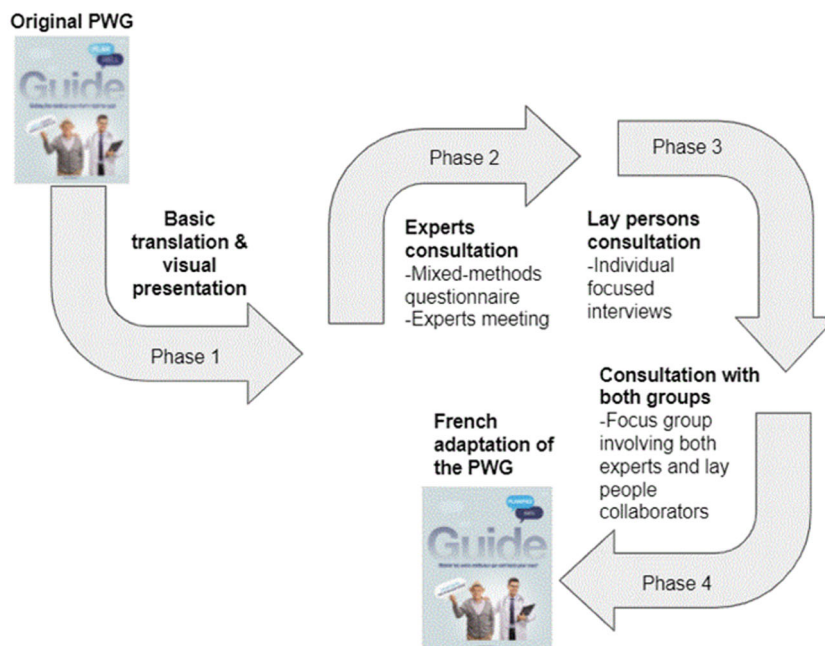 Original PWG
PLAN
WELL
Guide
Basic
translation &
visual
presentation
Phase 1
Phase 2
Experts
consultation
-Mixed-methods
questionnaire
-Experts meeting
Phase 3
Lay persons
consultation
-Individual
focused
interviews
Consultation with
both groups
-Focus group
involving both
experts and lay
people
collaborators
Phase 4
French
adaptation of
the PWG
Guide